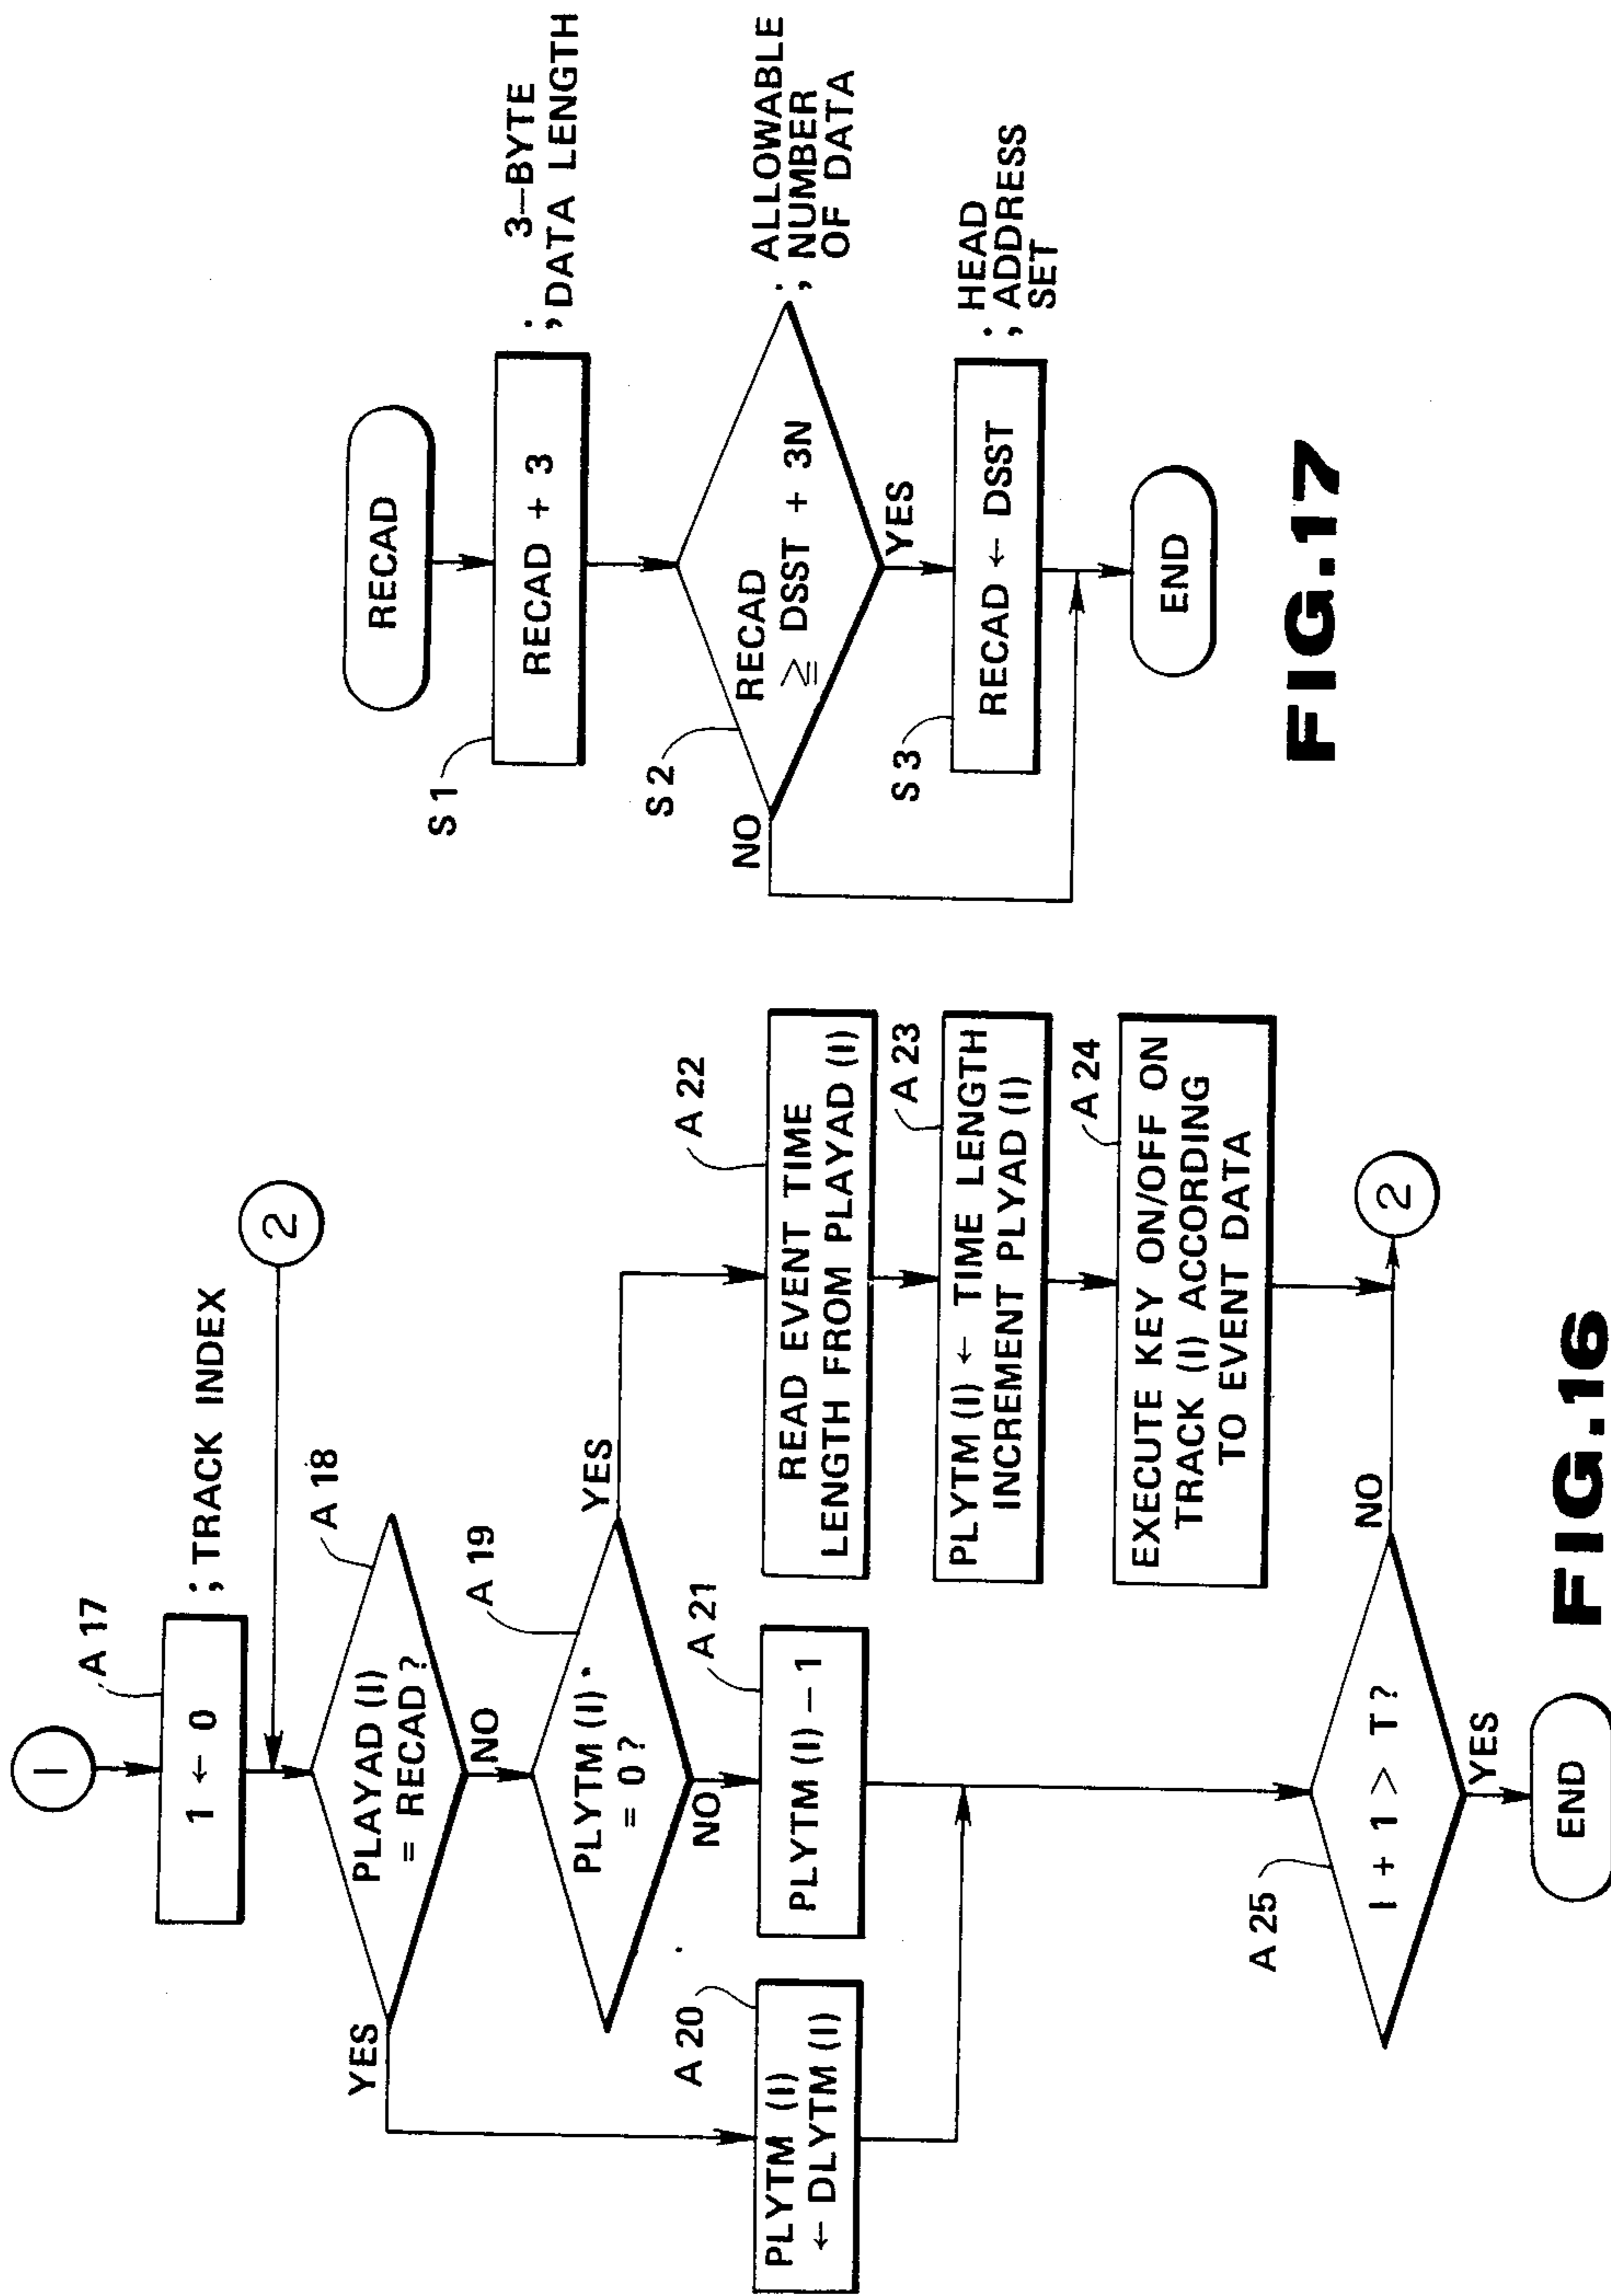 1
A 17
1 ← 0
; TRACK INDEX
2
A 18
PLAYAD (I)
= RECAD ?
YES
NO
A 19
PLYTM (I)
= 0 ?
YES
NO
A 20
PLYTM (I)
← DLYTM (I)
A 21
PLYTM (I) − 1
A 22
READ EVENT TIME
LENGTH FROM PLAYAD (I)
A 23
PLYTM (I) ← TIME LENGTH
INCREMENT PLYAD (I)
A 24
EXECUTE KEY ON/OFF ON
TRACK (I) ACCORDING
TO EVENT DATA
A 25
I + 1 > T ?
NO
2
YES
END
FIG.16
RECAD
S 1
RECAD + 3
3−BYTE
; DATA LENGTH
S 2
RECAD
≧ DSST + 3N
; ALLOWABLE
NUMBER
OF DATA
NO
YES
S 3
RECAD ← DSST
; HEAD
ADDRESS
SET
END
FIG.17